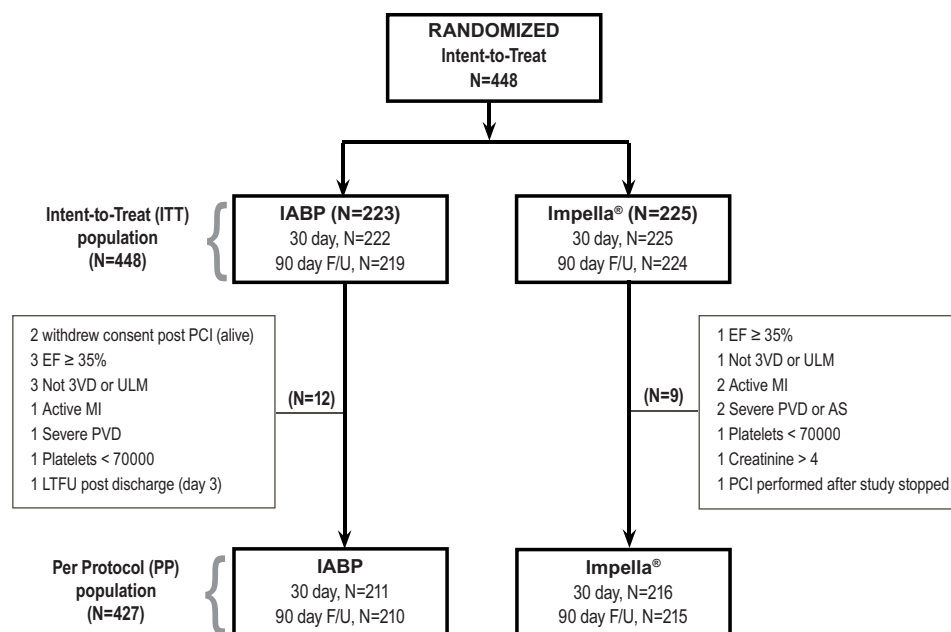 RANDOMIZED
Intent-to-Treat
N=448
Intent-to-Treat (ITT)
population
(N=448)
IABP (N=223)
30 day, N=222
90 day F/U, N=219
Impella® (N=225)
30 day, N=225
90 day F/U, N=224
2 withdrew consent post PCI (alive)
3 EF ≥ 35%
3 Not 3VD or ULM
1 Active MI
1 Severe PVD
1 Platelets < 70000
1 LTFU post discharge (day 3)
(N=12)
(N=9)
1 EF ≥ 35%
1 Not 3VD or ULM
2 Active MI
2 Severe PVD or AS
1 Platelets < 70000
1 Creatinine > 4
1 PCI performed after study stopped
Per Protocol (PP)
population
(N=427)
IABP
30 day, N=211
90 day F/U, N=210
Impella®
30 day, N=216
90 day F/U, N=215